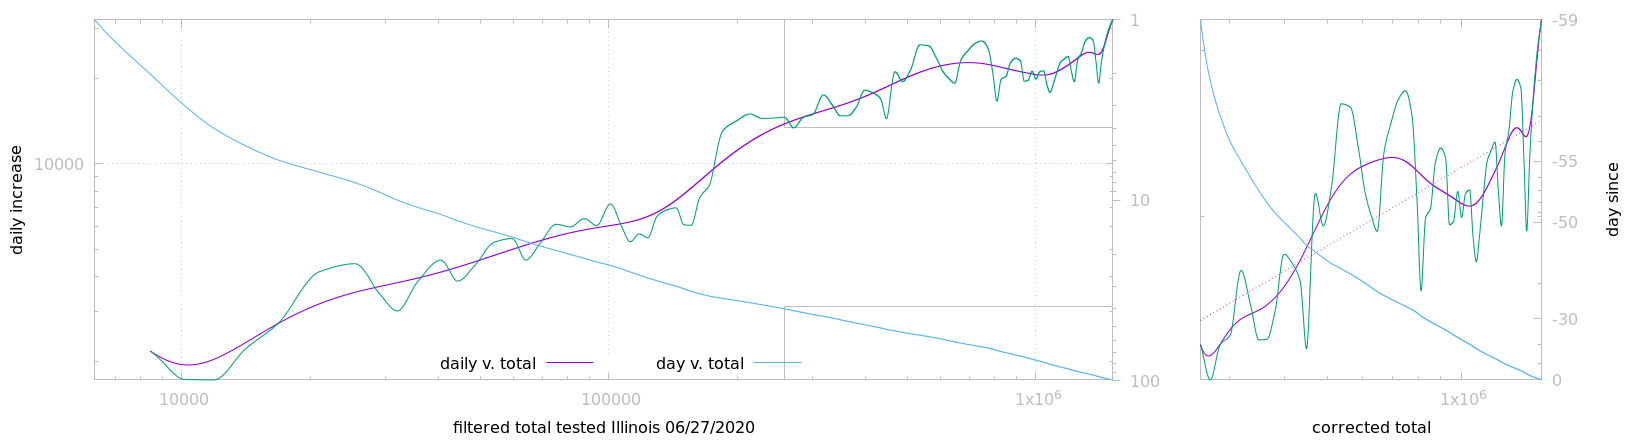 daily increase
10000
daily v. total
day v. total
1
10
100
10000
100000
1x10⁶
filtered total tested Illinois 06/27/2020
-59
-55
-50
-30
0
day since
1x10⁶
corrected total